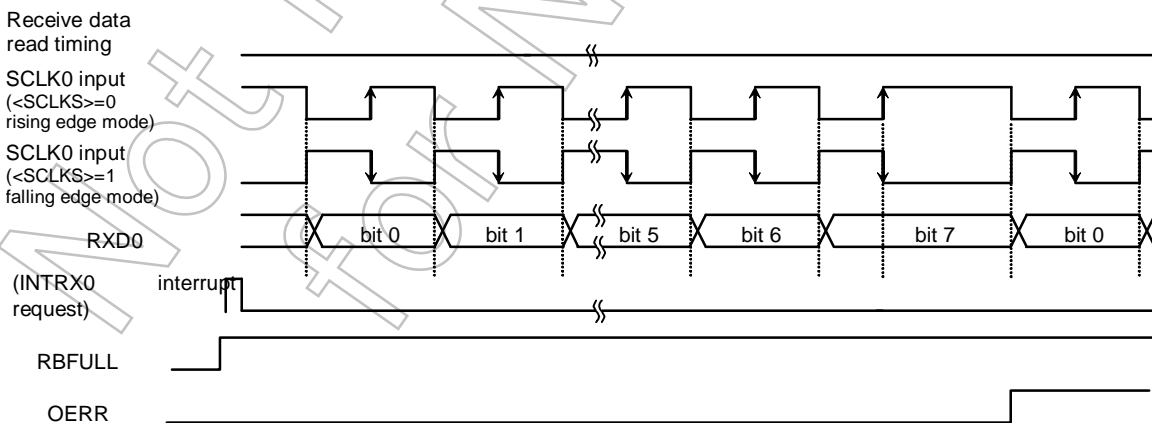 Receive data
read timing
SCLK0 input
(<SCLKS>=0
rising edge mode)
SCLK0 input
(<SCLKS>=1
falling edge mode)
RXD0
bit 0 bit 1 bit 5 bit 6 bit 7 bit 0
(INTRX0 interrupt
request)
RBFULL
OERR